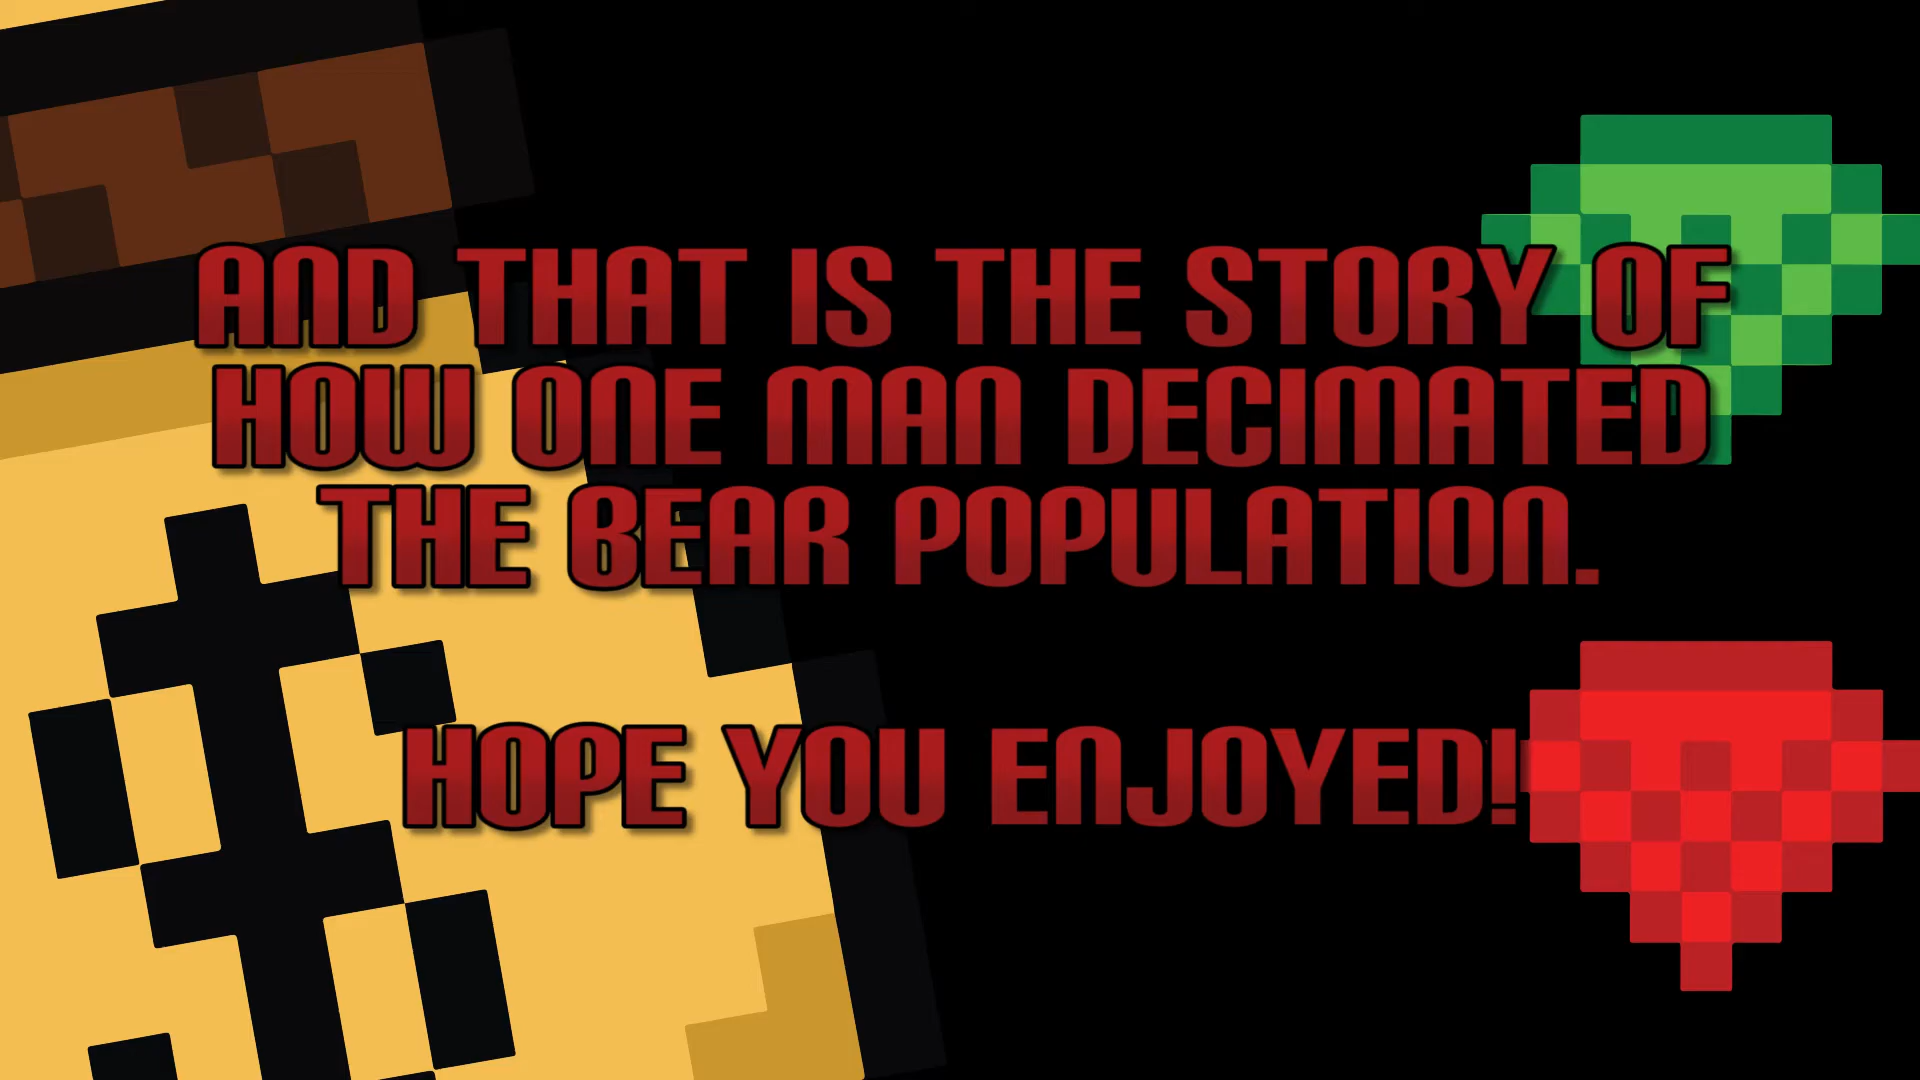 AND THAT IS THE STORY OF
HOW ONE MAN DECIMATED
THE BEAR POPULATION.
HOPE YOU ENJOYED!